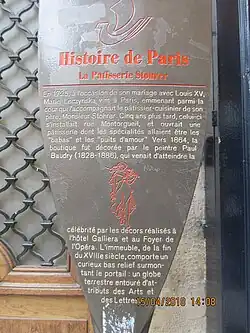 Histoire de Paris
La Pâtisserie Stohrer
En 1725, à l'occasion de son mariage avec Louis XV,
Marie Leczynska vint à Paris, emmenant parmi la
cour qui l'accompagnait le pâtissier-cuisinier de son
père, Monsieur Stohrer. Cinq ans plus tard, celui-ci
s'installait rue Montorgueil, et ouvrait une
pâtisserie dont les spécialités allaient être les
"babas" et les "puits d'amour". Vers 1864, la
boutique fut décorée par le peintre Paul
Baudry (1828-1886), qui venait d'atteindre la
célébrité par les décors réalisés à
l'hôtel Galliera et au Foyer de
l'Opéra. L'immeuble, de la fin
du XVIIIe siècle, comporte un
curieux bas relief surmon-
tant le portail : un globe
terrestre entouré d'at-
tributs des Arts et
des Lettres
15/04/2010 14:08